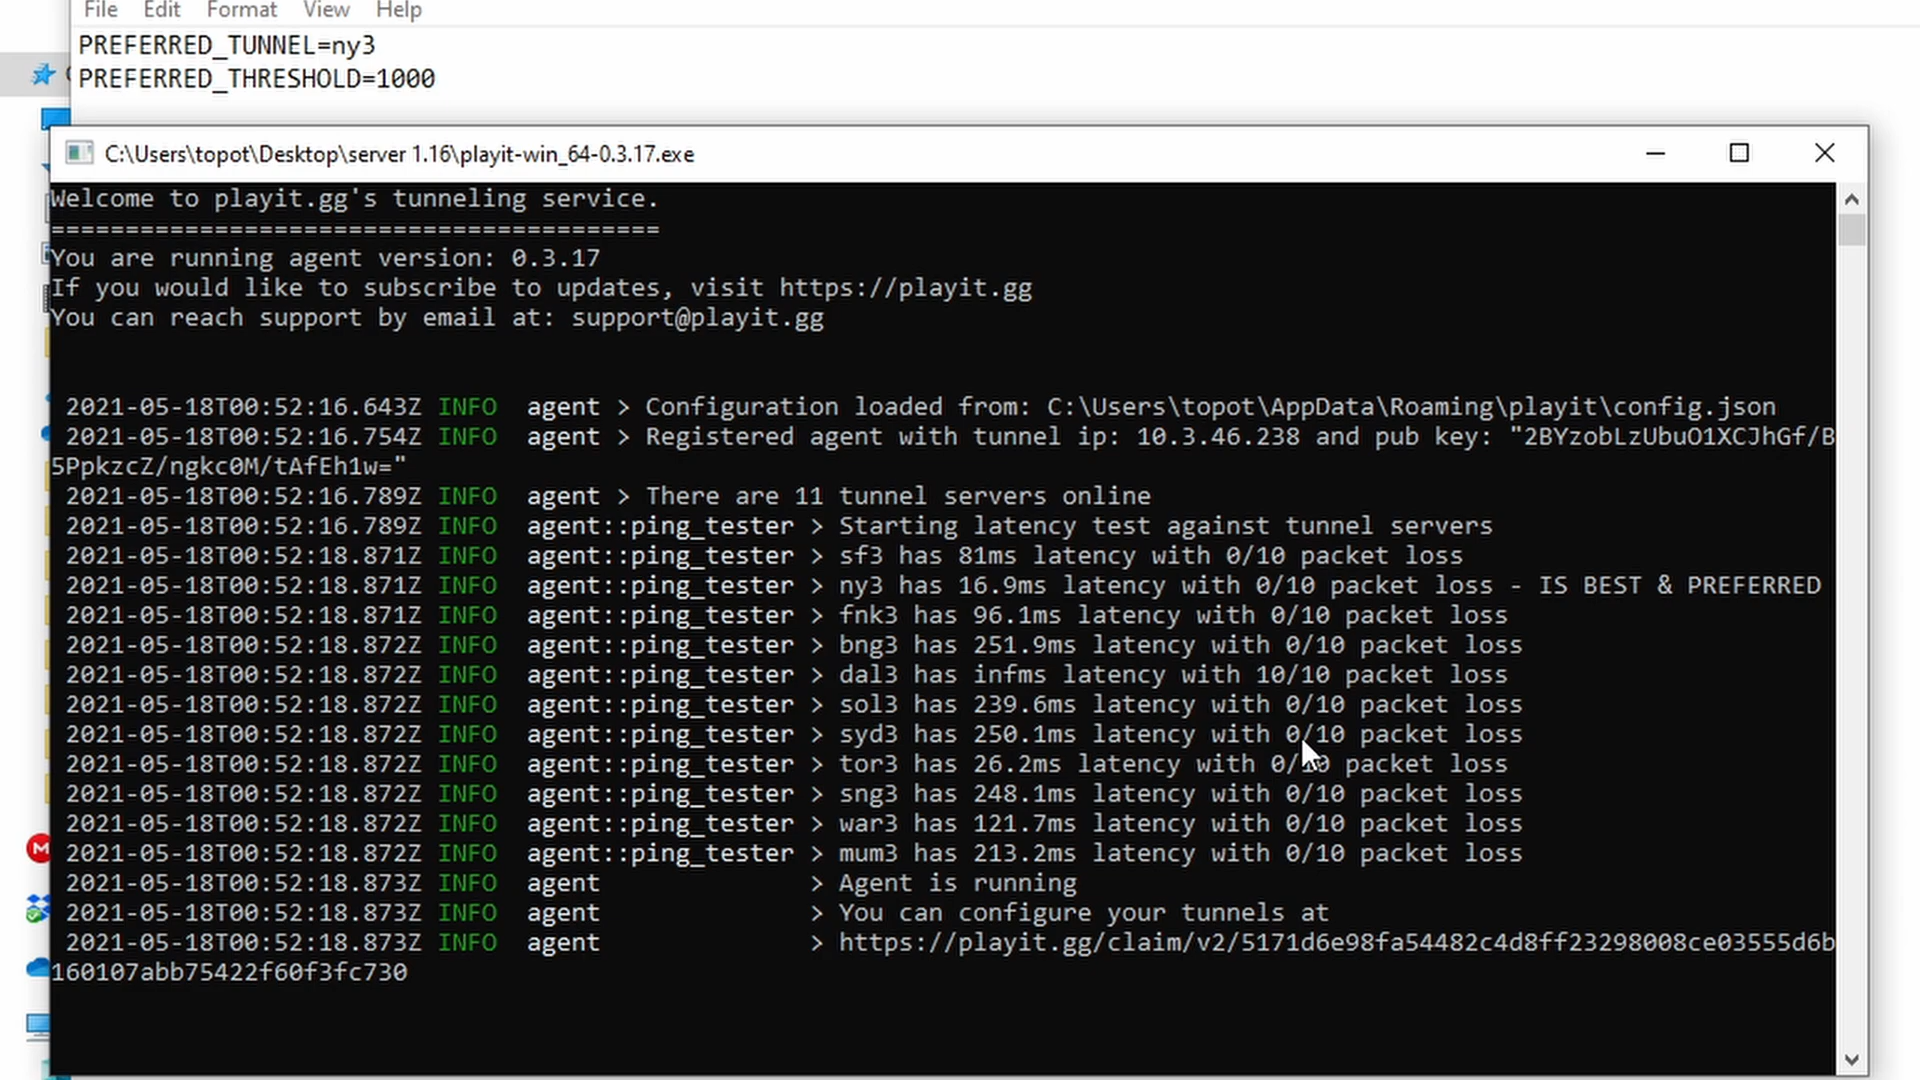 File Edit Format View Help
PREFERRED_TUNNEL=ny3
PREFERRED_THRESHOLD=1000
C:\Users\topot\Desktop\server 1.16\playit-win_64-0.3.17.exe
Welcome to playit.gg's tunneling service.
=========================================
You are running agent version: 0.3.17
If you would like to subscribe to updates, visit https://playit.gg
You can reach support by email at: support@playit.gg
2021-05-18T00:52:16.643Z INFO agent > Configuration loaded from: C:\Users\topot\AppData\Roaming\playit\config.json
2021-05-18T00:52:16.754Z INFO agent > Registered agent with tunnel ip: 10.3.46.238 and pub key: "2BYzobLzUbuO1XCJhGf/B
5PpkzcZ/ngkc0M/tAfEh1w="
2021-05-18T00:52:16.789Z INFO agent > There are 11 tunnel servers online
2021-05-18T00:52:16.789Z INFO agent::ping_tester > Starting latency test against tunnel servers
2021-05-18T00:52:18.871Z INFO agent::ping_tester > sf3 has 81ms latency with 0/10 packet loss
2021-05-18T00:52:18.871Z INFO agent::ping_tester > ny3 has 16.9ms latency with 0/10 packet loss - IS BEST & PREFERRED
2021-05-18T00:52:18.871Z INFO agent::ping_tester > fnk3 has 96.1ms latency with 0/10 packet loss
2021-05-18T00:52:18.872Z INFO agent::ping_tester > bng3 has 251.9ms latency with 0/10 packet loss
2021-05-18T00:52:18.872Z INFO agent::ping_tester > dal3 has infms latency with 10/10 packet loss
2021-05-18T00:52:18.872Z INFO agent::ping_tester > sol3 has 239.6ms latency with 0/10 packet loss
2021-05-18T00:52:18.872Z INFO agent::ping_tester > syd3 has 250.1ms latency with 0/10 packet loss
2021-05-18T00:52:18.872Z INFO agent::ping_tester > tor3 has 26.2ms latency with 0/10 packet loss
2021-05-18T00:52:18.872Z INFO agent::ping_tester > sng3 has 248.1ms latency with 0/10 packet loss
2021-05-18T00:52:18.872Z INFO agent::ping_tester > war3 has 121.7ms latency with 0/10 packet loss
2021-05-18T00:52:18.872Z INFO agent::ping_tester > mum3 has 213.2ms latency with 0/10 packet loss
2021-05-18T00:52:18.873Z INFO agent > Agent is running
2021-05-18T00:52:18.873Z INFO agent > You can configure your tunnels at
2021-05-18T00:52:18.873Z INFO agent > https://playit.gg/claim/v2/5171d6e98fa54482c4d8ff23298008ce03555d6b
160107abb75422f60f3fc730